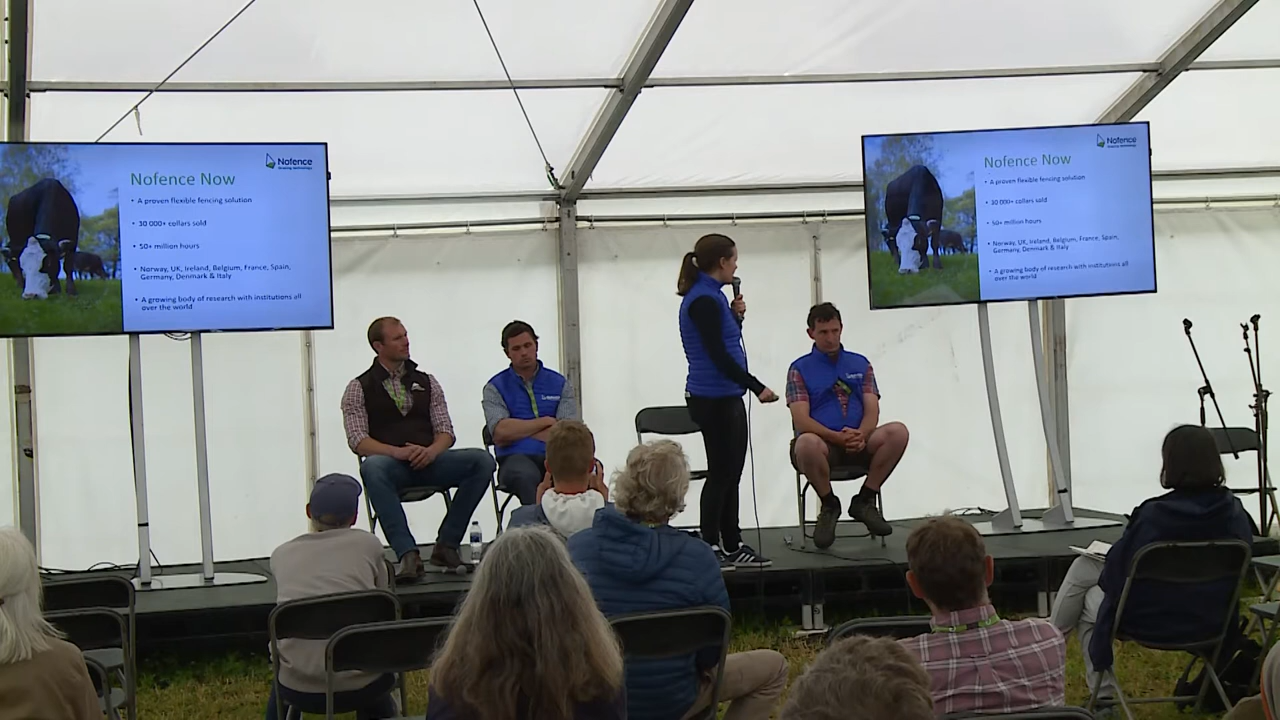 Nofence
Nofence Now
• A proven flexible fencing solution
• 30 000+ collars sold
• 50+ million hours
• Norway, UK, Ireland, Belgium, France, Spain,
Germany, Denmark & Italy
• A growing body of research with institutions all
over the world
Nofence
Nofence Now
• A proven flexible fencing solution
• 30 000+ collars sold
• 50+ million hours
• Norway, UK, Ireland, Belgium, France, Spain,
Germany, Denmark & Italy
• A growing body of research with institutions all
over the world